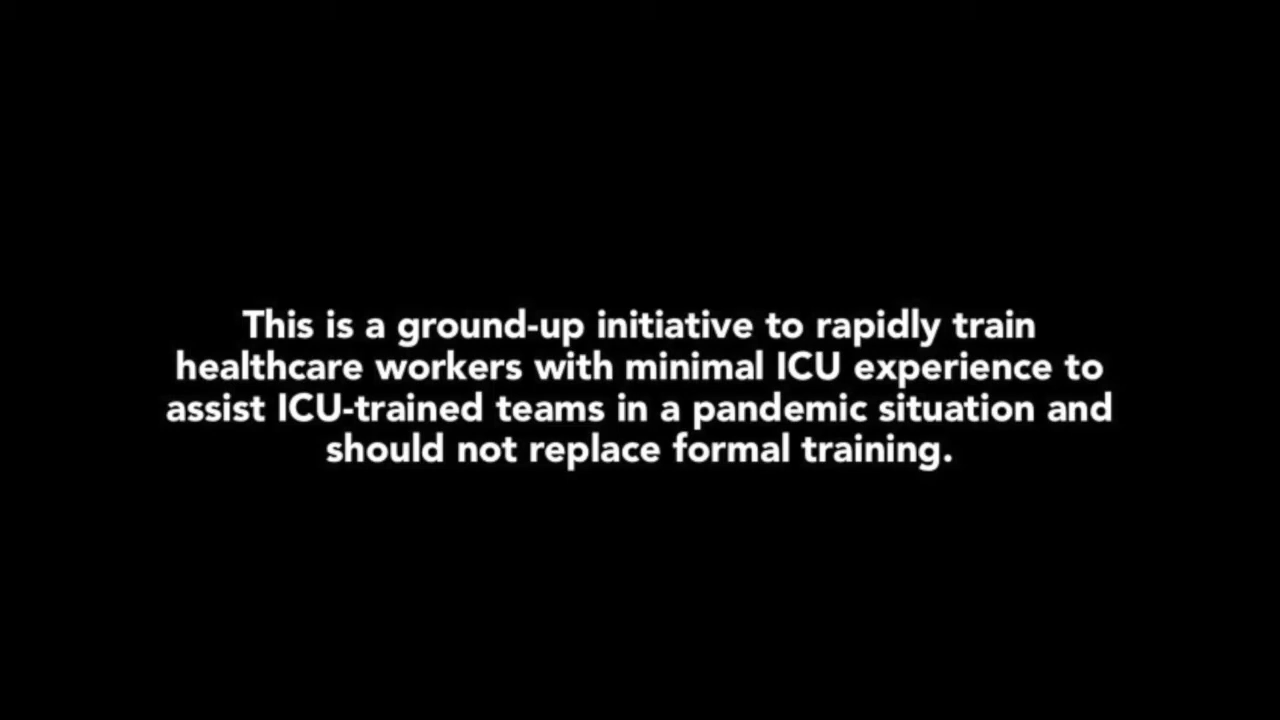 This is a ground-up initiative to rapidly train
healthcare workers with minimal ICU experience to
assist ICU-trained teams in a pandemic situation and
should not replace formal training.